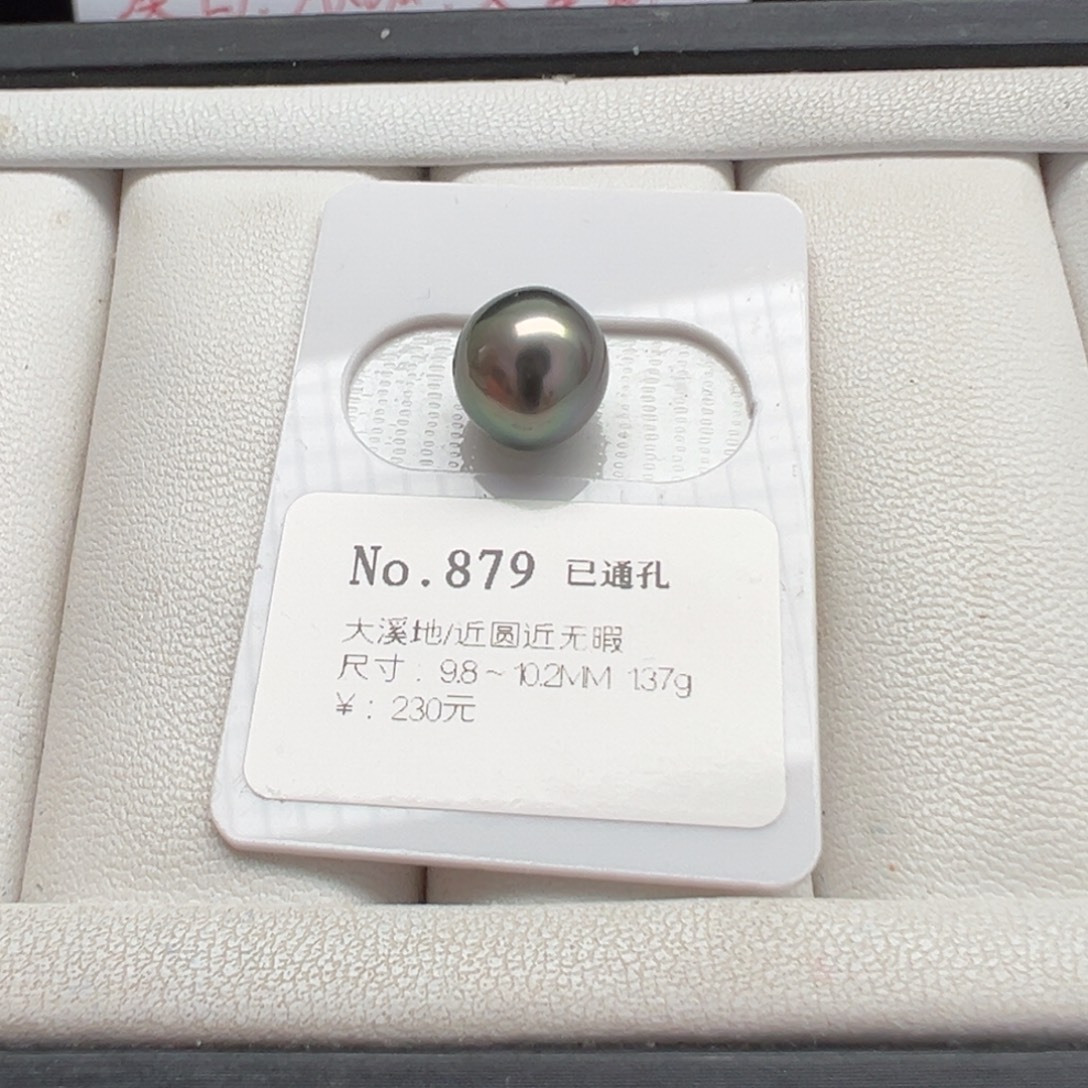 No.879 已通孔
大溪地/近圆近无暇
尺寸：9.8~10.2MM 1.37g
¥：230元